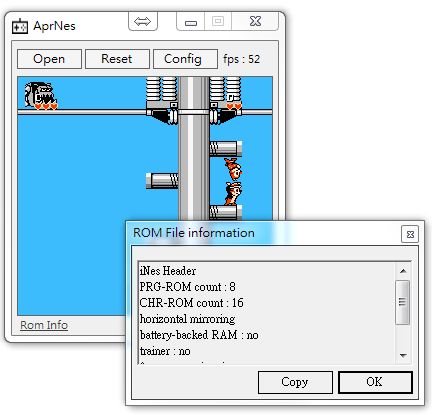 AprNes
Open
Reset
Config
fps : 52
ROM File information
iNes Header
PRG-ROM count : 8
CHR-ROM count : 16
horizontal mirroring
battery-backed RAM : no
trainer : no
Rom Info
Copy
OK